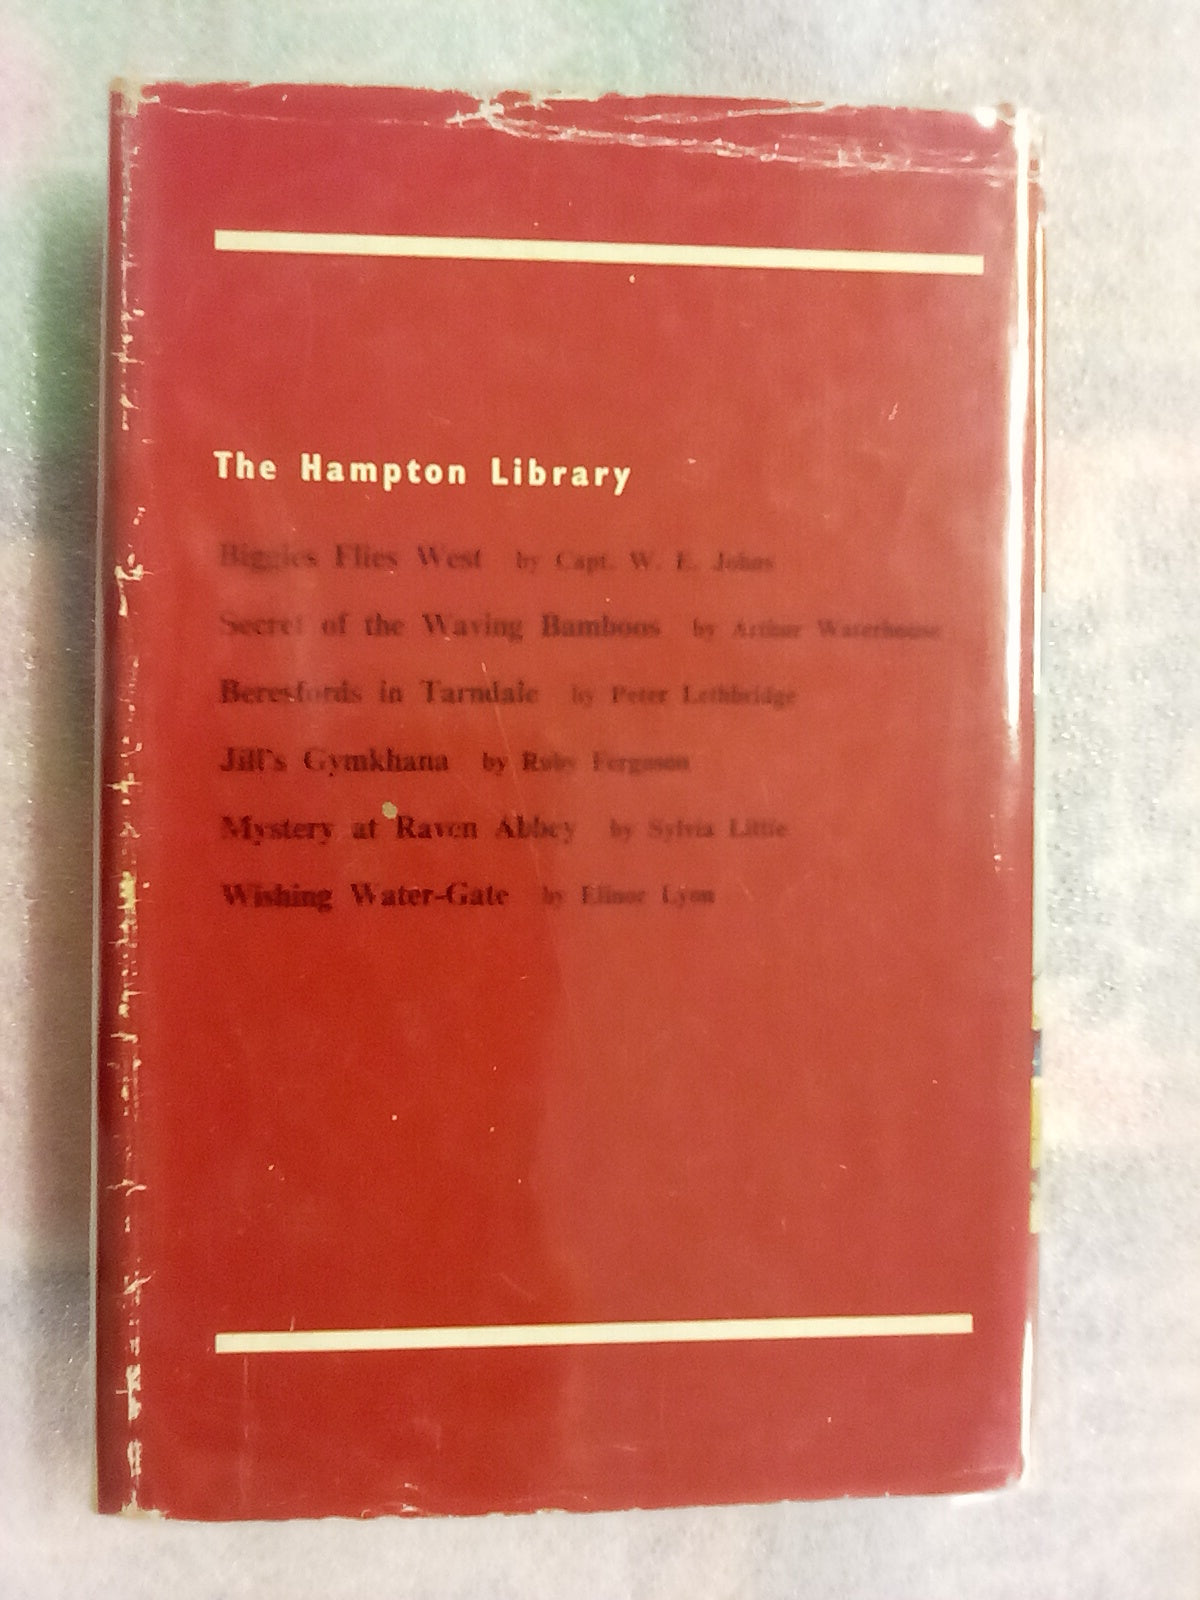 The Hampton Library
Biggles Flies West by Capt. W. E. Johns
Secret of the Waving Bamboos by Arthur Waterhouse
Beresfords in Tarndale by Peter Lethbridge
Jill's Gymkhana by Ruby Ferguson
Mystery at Raven Abbey by Sylvia Little
Wishing Water-Gate by Elinor Lyon